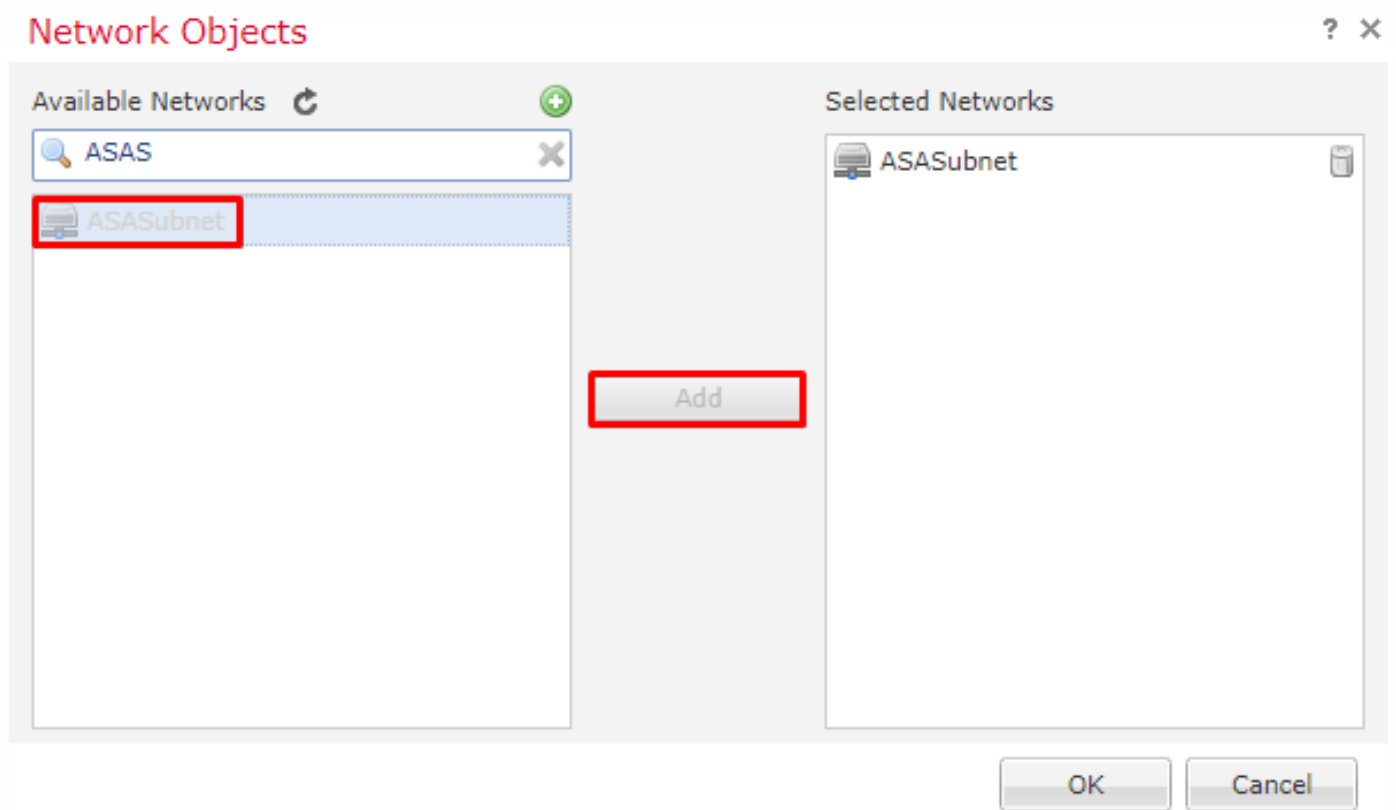 Network Objects
?
Available Networks
Selected Networks
ASAS
ASASubnet
ASASubnet
Add
OK
Cancel